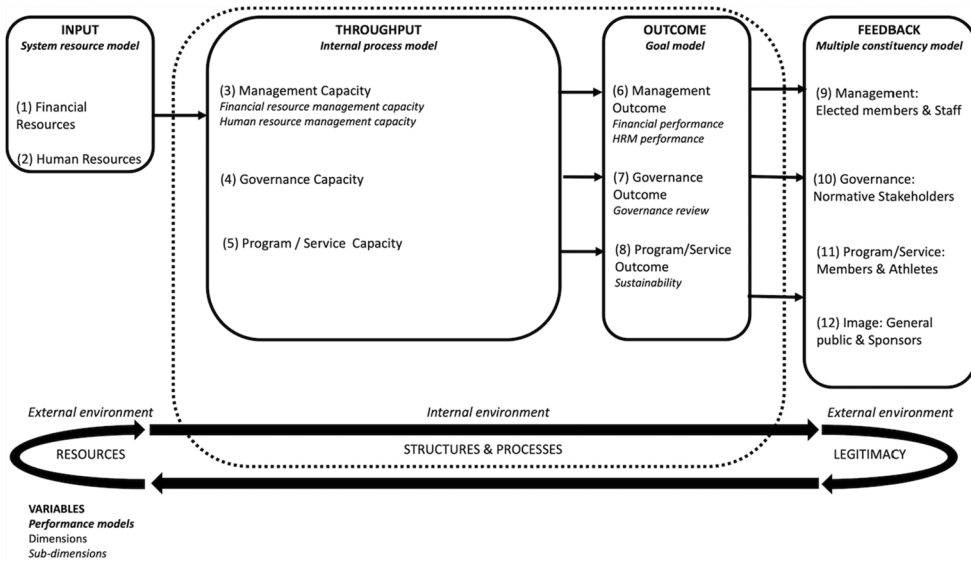 INPUT
System resource model
(1) Financial
Resources
(2) Human Resources
THROUGHPUT
Internal process model
(3) Management Capacity
Financial resource management capacity
Human resource management capacity
(4) Governance Capacity
(5) Program / Service Capacity
OUTCOME
Goal model
(6) Management
Outcome
Financial performance
HRM performance
(7) Governance
Outcome
Governance review
(8) Program/Service
Outcome
Sustainability
FEEDBACK
Multiple constituency model
(9) Management:
Elected members & Staff
(10) Governance:
Normative Stakeholders
(11) Program/Service:
Members & Athletes
(12) Image: General
public & Sponsors
External environment
Internal environment
External environment
RESOURCES
STRUCTURES & PROCESSES
LEGITIMACY
VARIABLES
Performance models
Dimensions
Sub-dimensions